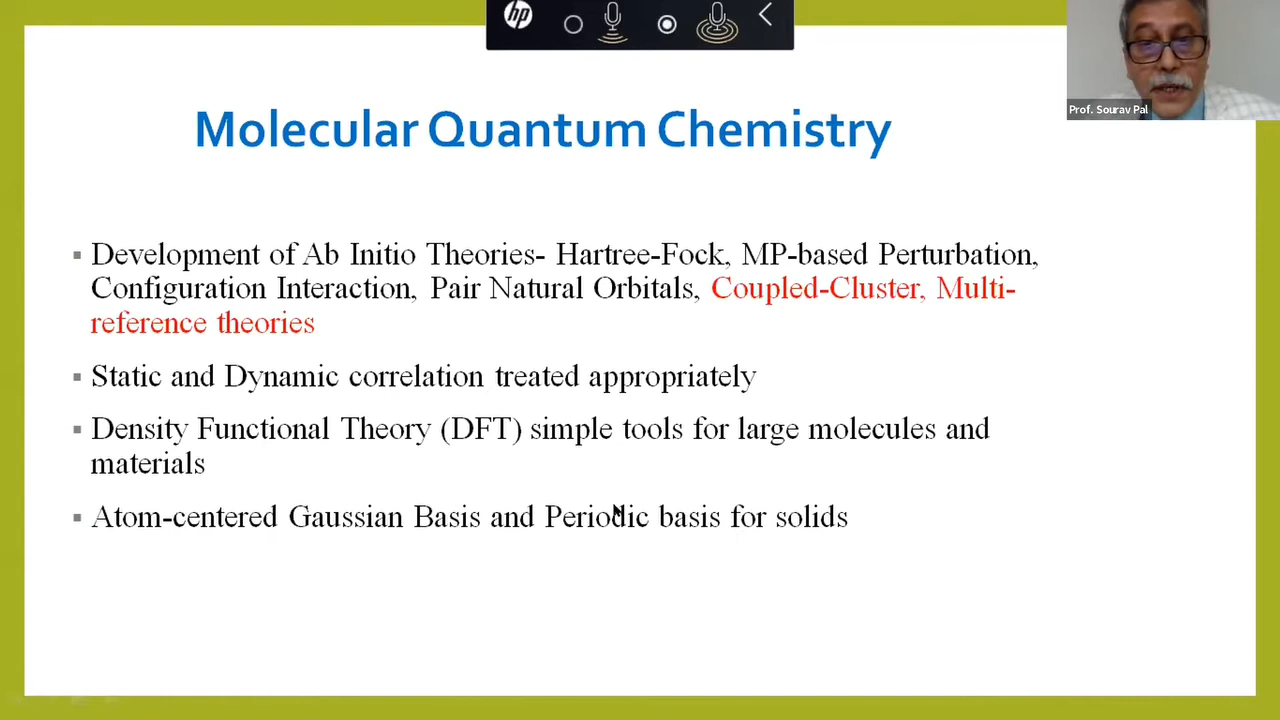 hp
Prof. Sourav Pal
Molecular Quantum Chemistry
Development of Ab Initio Theories- Hartree-Fock, MP-based Perturbation,
Configuration Interaction, Pair Natural Orbitals, Coupled-Cluster, Multi-
reference theories
Static and Dynamic correlation treated appropriately
Density Functional Theory (DFT) simple tools for large molecules and
materials
Atom-centered Gaussian Basis and Periodic basis for solids